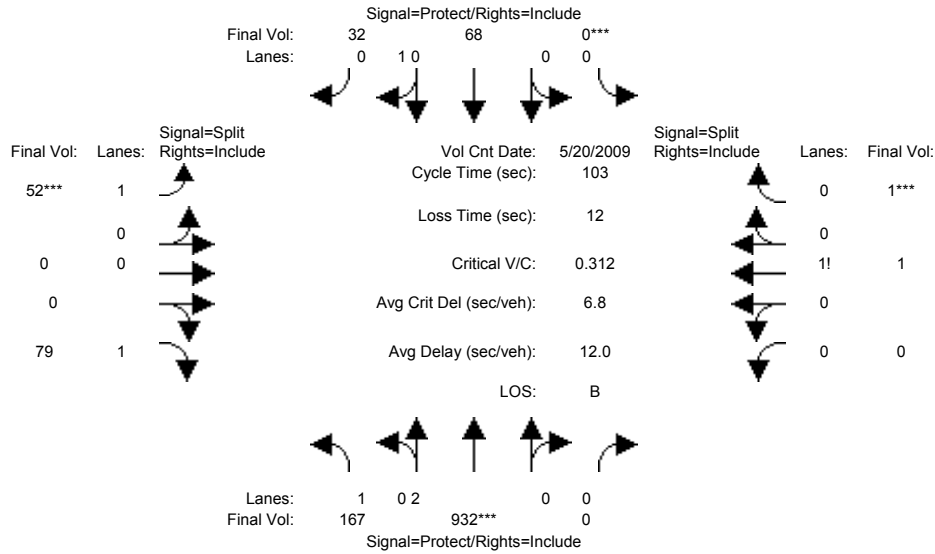 Signal=Protect/Rights=Include
Final Vol: 32 68 0***
Lanes: 0 1 0 0 0
Signal=Split
Final Vol: Lanes: Rights=Include
Vol Cnt Date: 5/20/2009
Signal=Split
Rights=Include Lanes: Final Vol:
Cycle Time (sec): 103
52*** 1
0 1***
Loss Time (sec): 12
0
0
0 0
Critical V/C: 0.312
1! 1
0
Avg Crit Del (sec/veh): 6.8
0
79 1
Avg Delay (sec/veh): 12.0
0 0
LOS: B
Lanes: 1 0 2 0 0
Final Vol: 167 932*** 0
Signal=Protect/Rights=Include